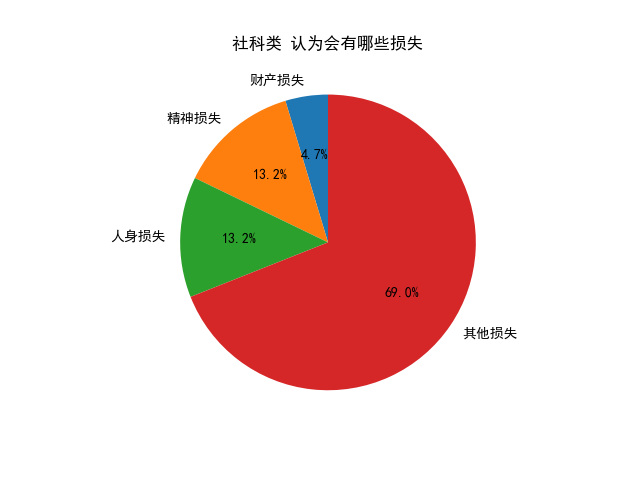 社科类 认为会有哪些损失
财产损失
4.7%
精神损失
13.2%
人身损失
13.2%
其他损失
69.0%